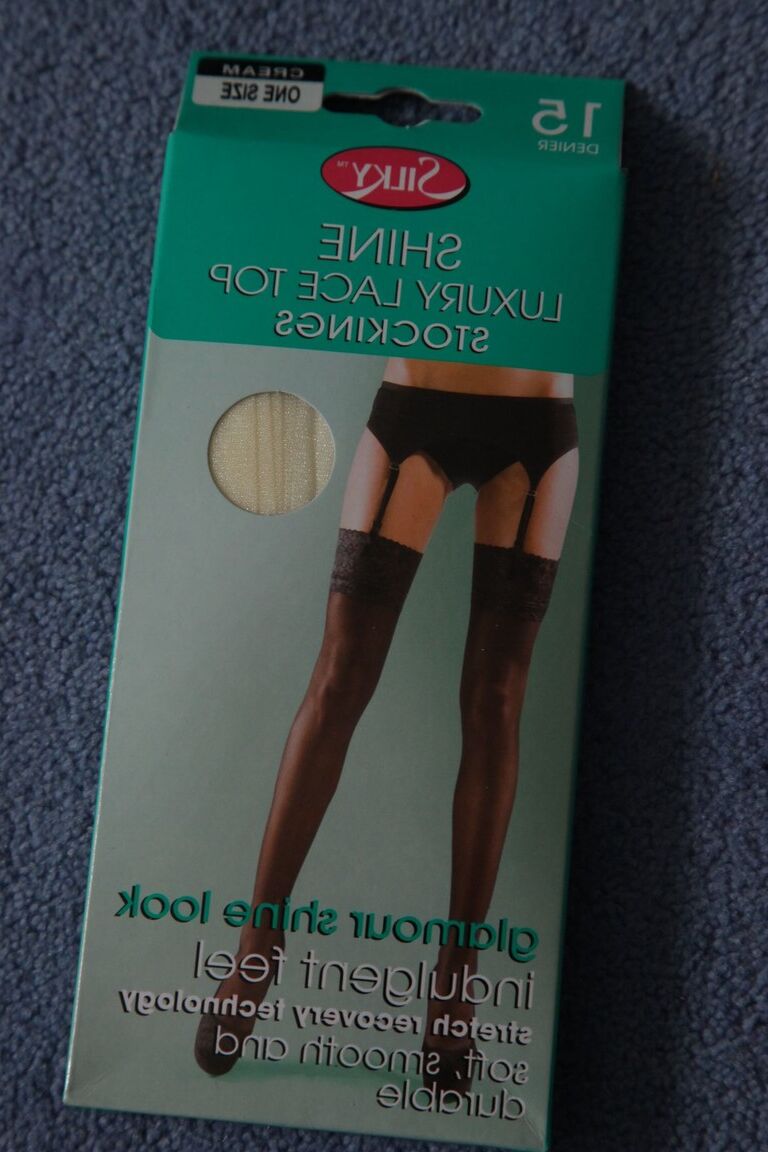 CREAM
ONE SIZE
15
DENIER
SILKY™
SHINE
LUXURY LACE TOP
STOCKINGS
glamour shine look
indulgent feel
stretch recovery technology
soft, smooth and
durable